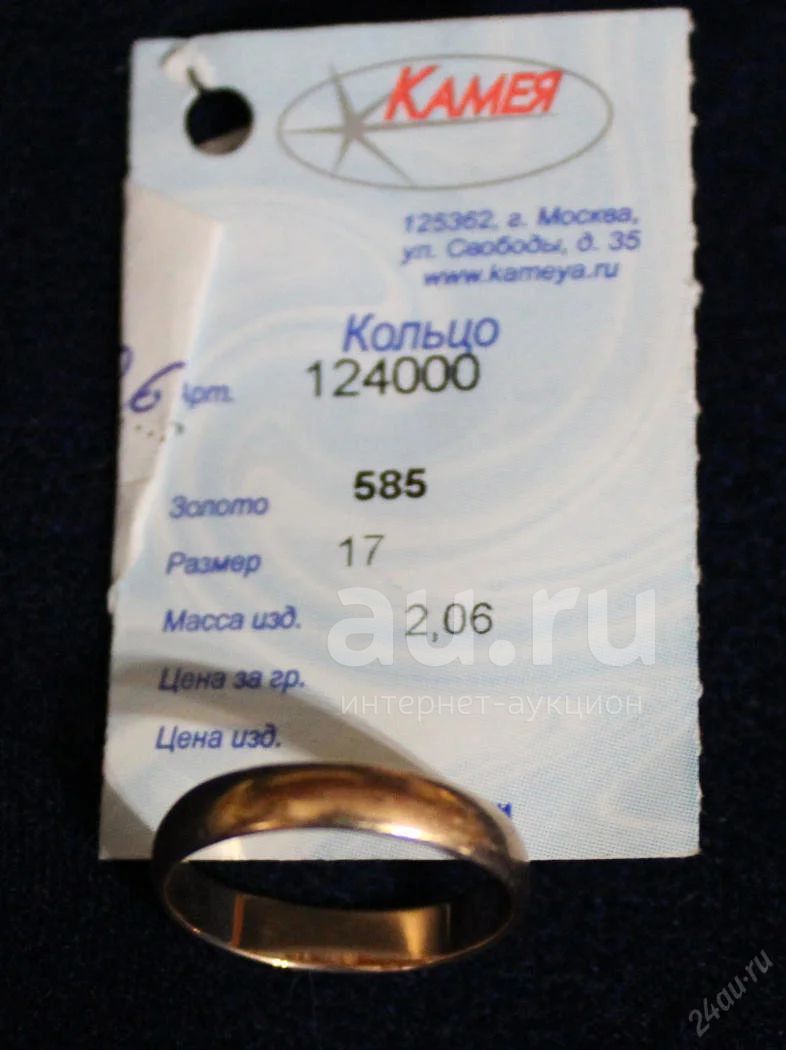 КАМЕЯ
125362, г. Москва,
ул. Свободы, д. 35
www.kameya.ru
Кольцо
Арт. 124000
Золото 585
Размер 17
Масса изд. 2,06
au.ru
Цена за гр.
интернет-аукцион
Цена изд.
24au.ru